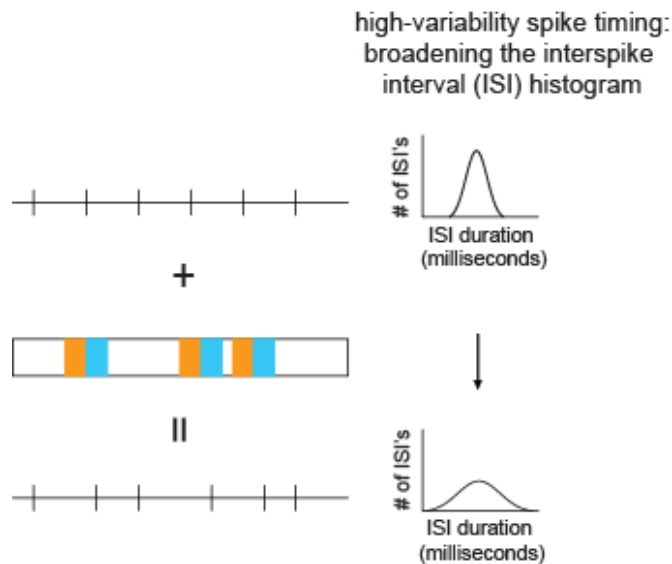 high-variability spike timing:
broadening the interspike
interval (ISI) histogram
# of ISI's
ISI duration
(milliseconds)
+
=
# of ISI's
ISI duration
(milliseconds)